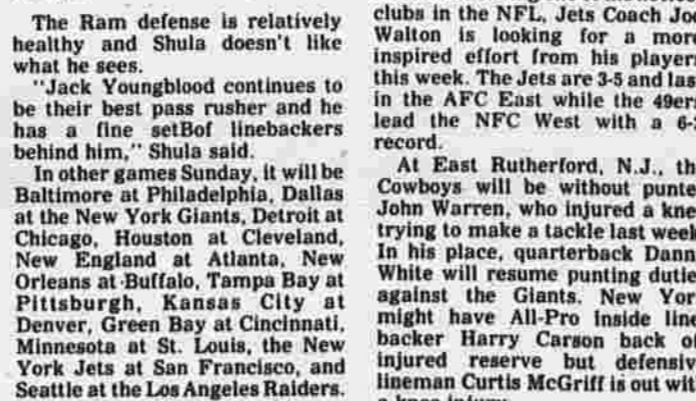 The Ram defense is relatively
healthy and Shula doesn't like
what he sees.
"Jack Youngblood continues to
be their best pass rusher and he
has a fine setBof linebackers
behind him," Shula said.
In other games Sunday, it will be
Baltimore at Philadelphia, Dallas
at the New York Giants, Detroit at
Chicago, Houston at Cleveland,
New England at Atlanta, New
Orleans at Buffalo, Tampa Bay at
Pittsburgh, Kansas City at
Denver, Green Bay at Cincinnati,
Minnesota at St. Louis, the New
York Jets at San Francisco, and
Seattle at the Los Angeles Raiders.
clubs in the NFL, Jets Coach Jo
Walton is looking for a mor
inspired effort from his player
this week. The Jets are 3-5 and las
in the AFC East while the 49er
lead the NFC West with a 6-
record.
At East Rutherford, N.J., th
Cowboys will be without punte
John Warren, who injured a kne
trying to make a tackle last week
In his place, quarterback Dann
White will resume punting dutie
against the Giants. New Yor
might have All-Pro inside line
backer Harry Carson back o
injured reserve but defensiv
lineman Curtis McGriff is out wit
a knee injury